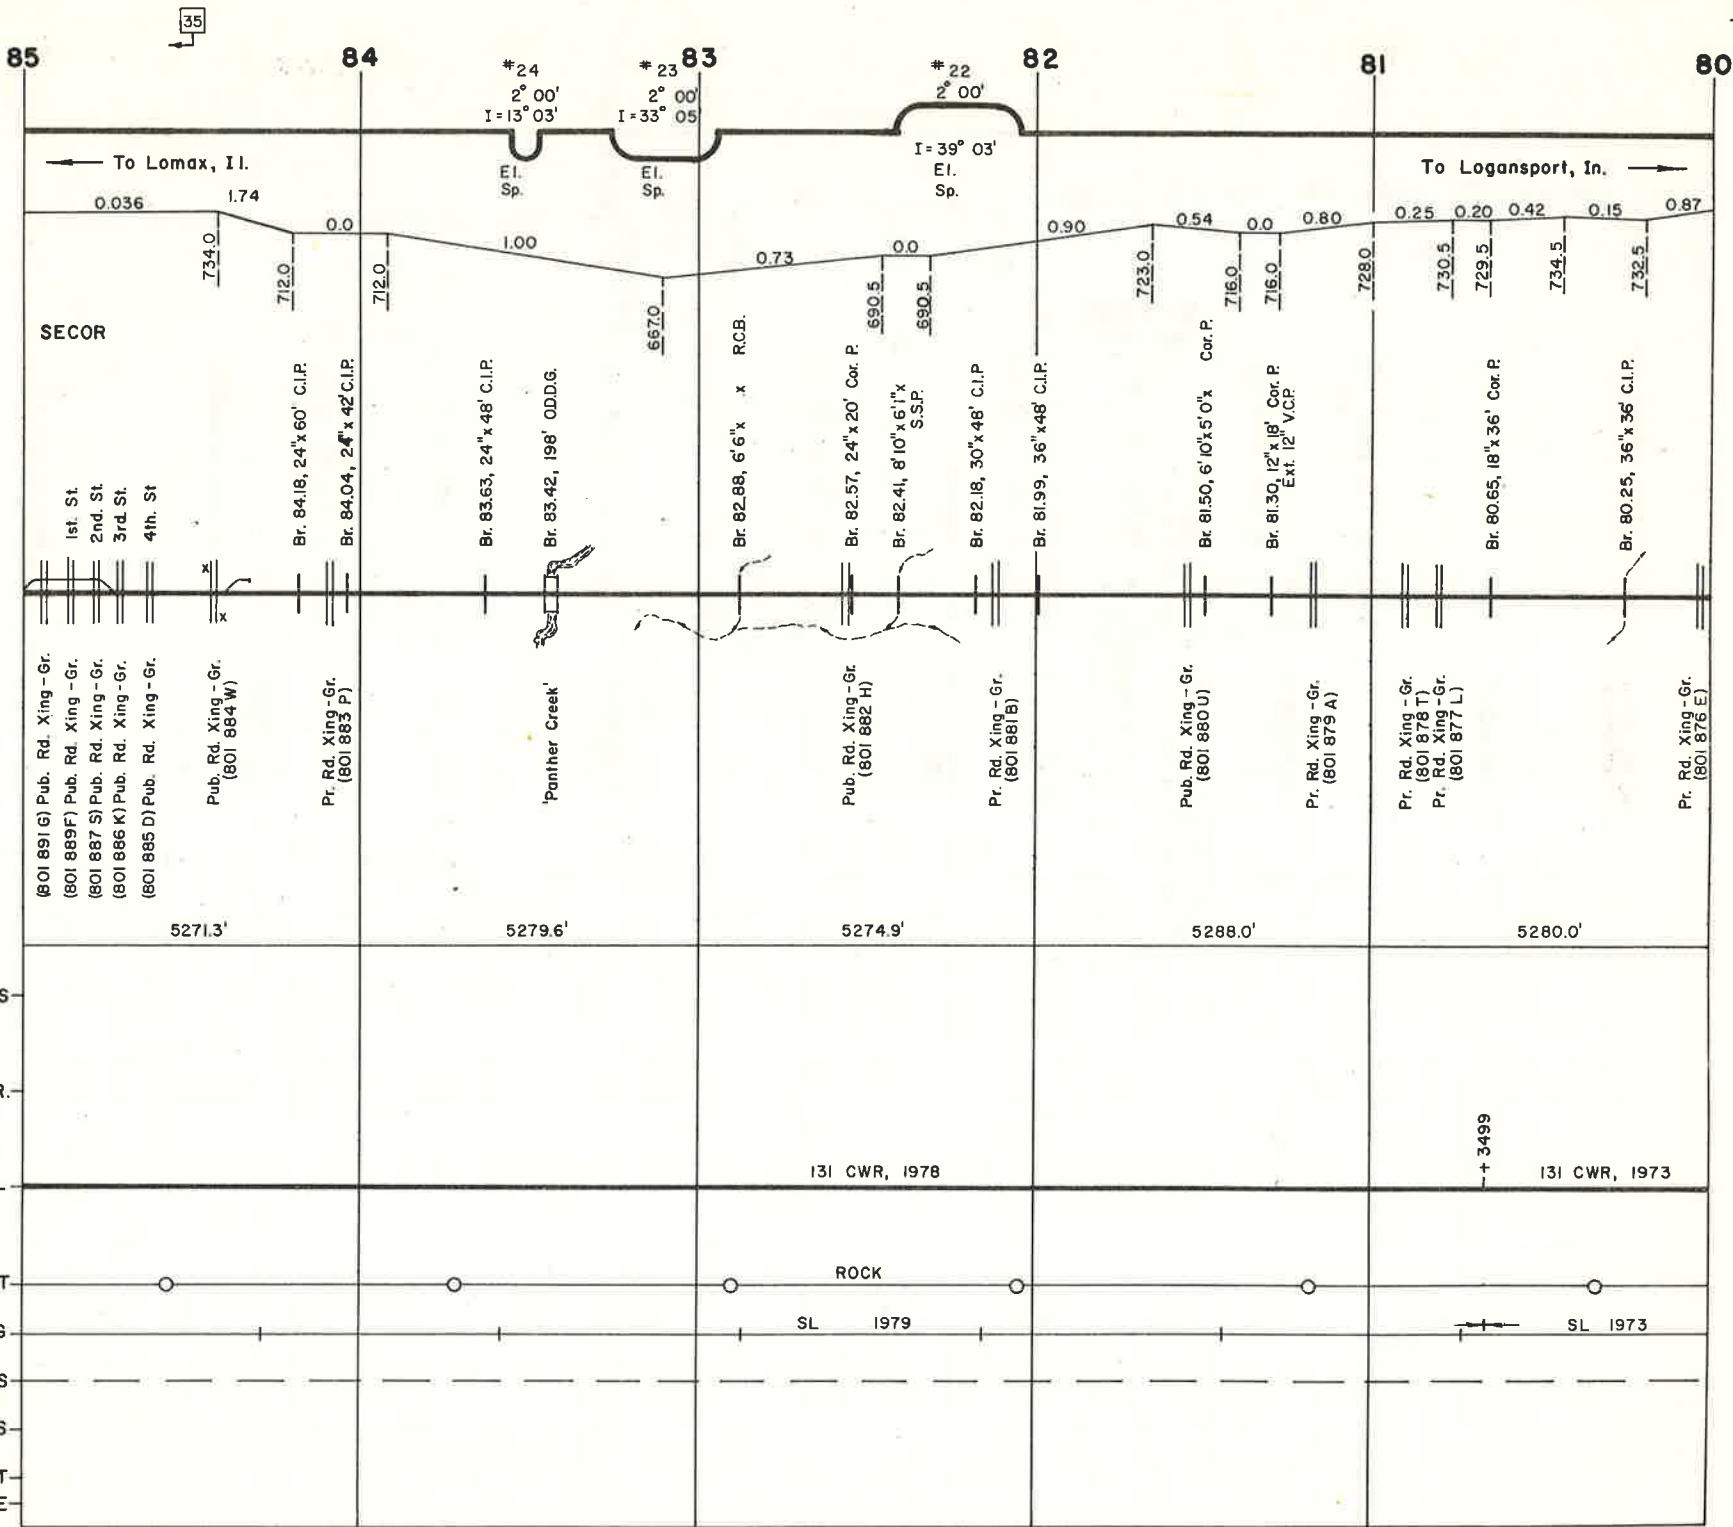 35
85
84
83
82
81
80
#24
2° 00'
I = 13° 03'
El.
Sp.
#23
2° 00'
I = 33° 05'
El.
Sp.
#22
2° 00'
I = 39° 03'
El.
Sp.
To Lomax, Il.
To Logansport, In.
0.036
1.74
0.0
1.00
0.73
0.0
0.90
0.54
0.0
0.80
0.25
0.20
0.42
0.15
0.87
734.0
712.0
712.0
667.0
690.5
690.5
723.0
716.0
716.0
728.0
730.5
729.5
734.5
732.5
SECOR
1st. St.
2nd. St.
3rd. St.
4th. St
Br. 84.18, 24"x 60' C.I.P.
Br. 84.04, 24"x 42' C.I.P.
Br. 83.63, 24"x 48' C.I.P.
Br. 83.42, 198' O.D.D.G.
Br. 82.88, 6'6" x x R.C.B.
Br. 82.57, 24"x 20' Cor. P.
Br. 82.41, 8'10"x 6'1"x
S.S.P.
Br. 82.18, 30"x 48' C.I.P
Br. 81.99, 36"x48' C.I.P.
Br. 81.50, 6'10"x5'0"x Cor. P.
Br. 81.30, 12"x 18' Cor. P.
Ext. 12" V.C.P.
Br. 80.65, 18"x 36' Cor. P.
Br. 80.25, 36"x 36' C.I.P.
x
x
(801 891 G) Pub. Rd. Xing-Gr.
(801 889F) Pub. Rd. Xing-Gr.
(801 887 S) Pub. Rd. Xing-Gr.
(801 886 K) Pub. Rd. Xing-Gr.
(801 885 D) Pub. Rd. Xing-Gr.
Pub. Rd. Xing-Gr.
(801 884 W)
Pr. Rd. Xing-Gr.
(801 883 P)
'Panther Creek'
Pub. Rd. Xing-Gr.
(801 882 H)
Pr. Rd. Xing-Gr.
(801 881 B)
Pub. Rd. Xing-Gr.
(801 880 U)
Pr. Rd. Xing-Gr.
(801 879 A)
Pr. Rd. Xing-Gr.
(801 878 T)
Pr. Rd. Xing-Gr.
(801 877 L)
Pr. Rd. Xing-Gr.
(801 876 E)
5271.3'
5279.6'
5274.9'
5288.0'
5280.0'
S
R.
+3499
131 CWR, 1978
131 CWR, 1973
T
ROCK
SL 1979
SL 1973
S
S
T
E